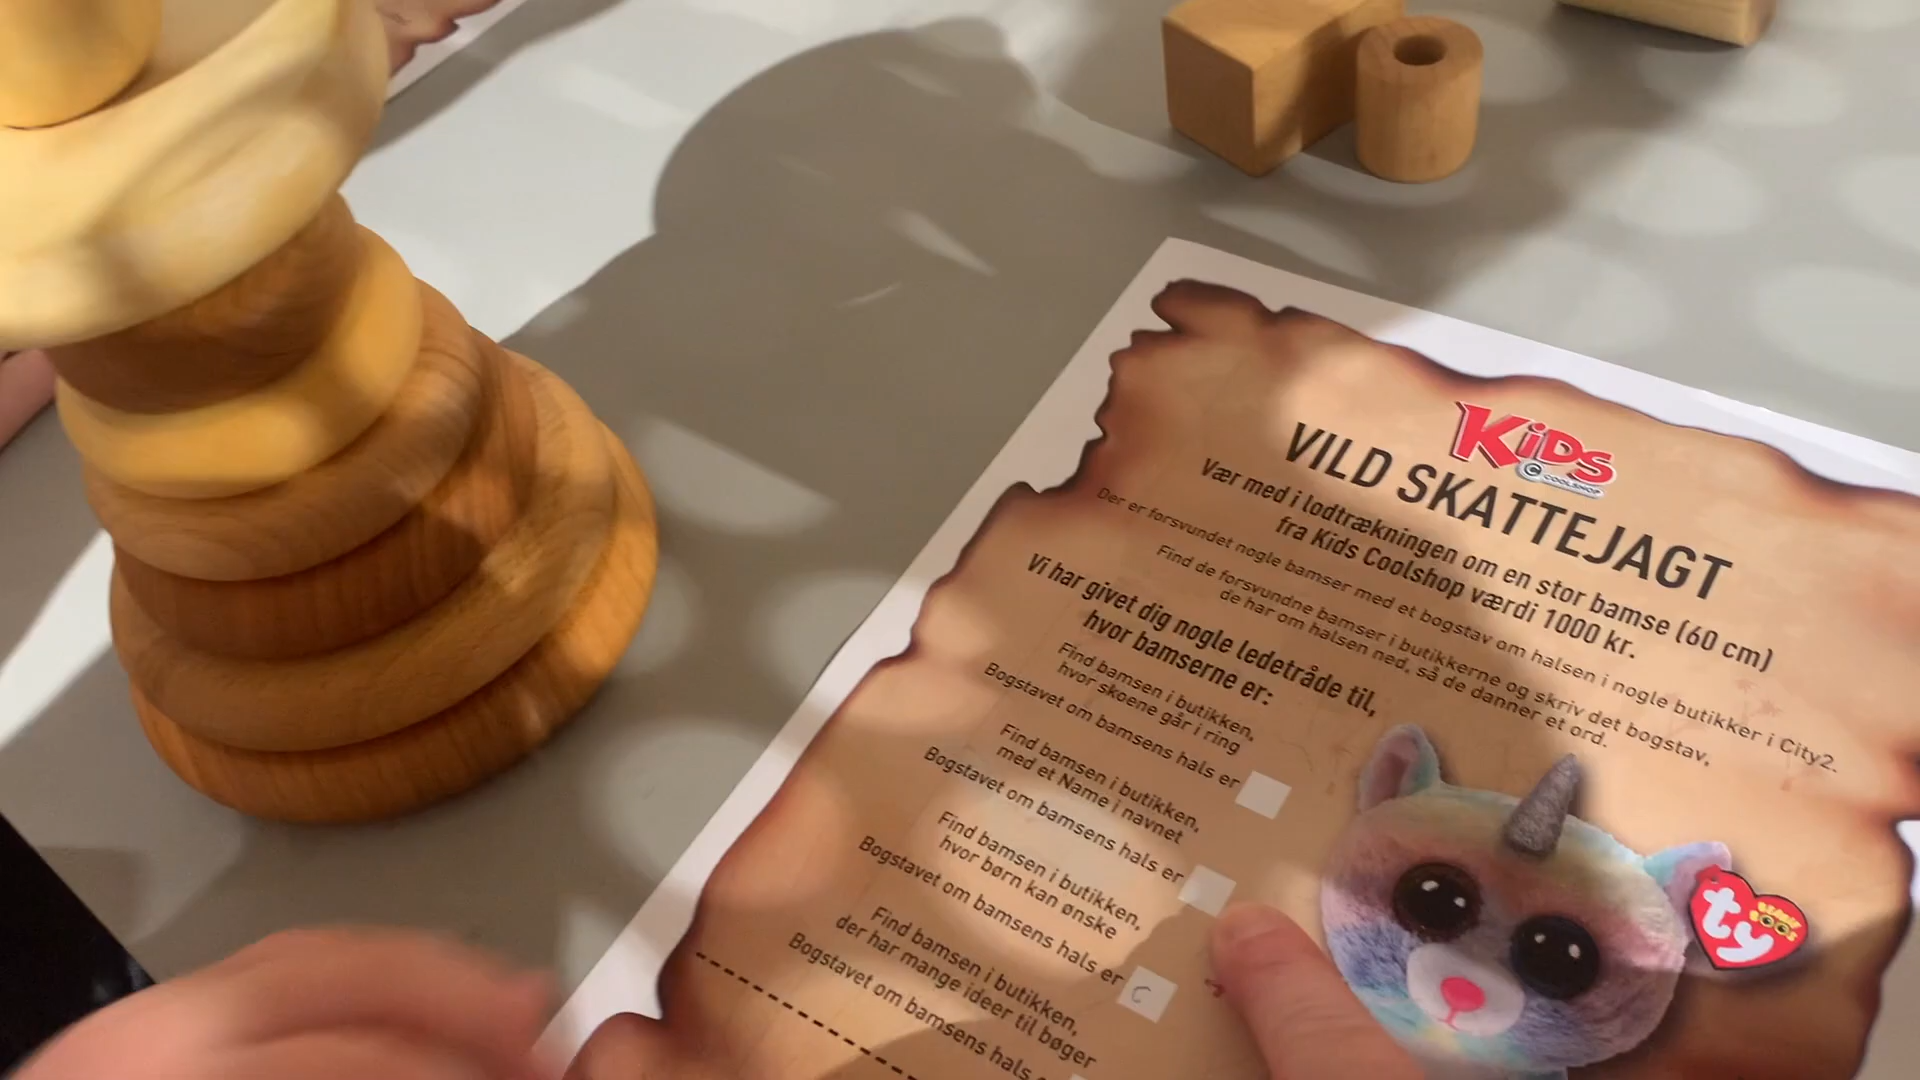 KiDS
COOLSHOP
VILD SKATTEJAGT
Vær med i lodtrækningen om en stor bamse (60 cm)
fra Kids Coolshop værdi 1000 kr.
Der er forsvundet nogle bamser med et bogstav om halsen i nogle butikker i City2.
Find de forsvundne bamser i butikkerne og skriv det bogstav,
de har om halsen ned, så de danner et ord.
Vi har givet dig nogle ledetråde til,
hvor bamserne er:
Find bamsen i butikken,
hvor skoene går i ring
Bogstavet om bamsens hals er
Find bamsen i butikken,
med et Name i navnet
Bogstavet om bamsens hals er
Find bamsen i butikken,
hvor børn kan ønske
Bogstavet om bamsens hals er C
Find bamsen i butikken,
der har mange ideer til bøger
Bogstavet om bamsens hals
ty
BEANIE
BOOS